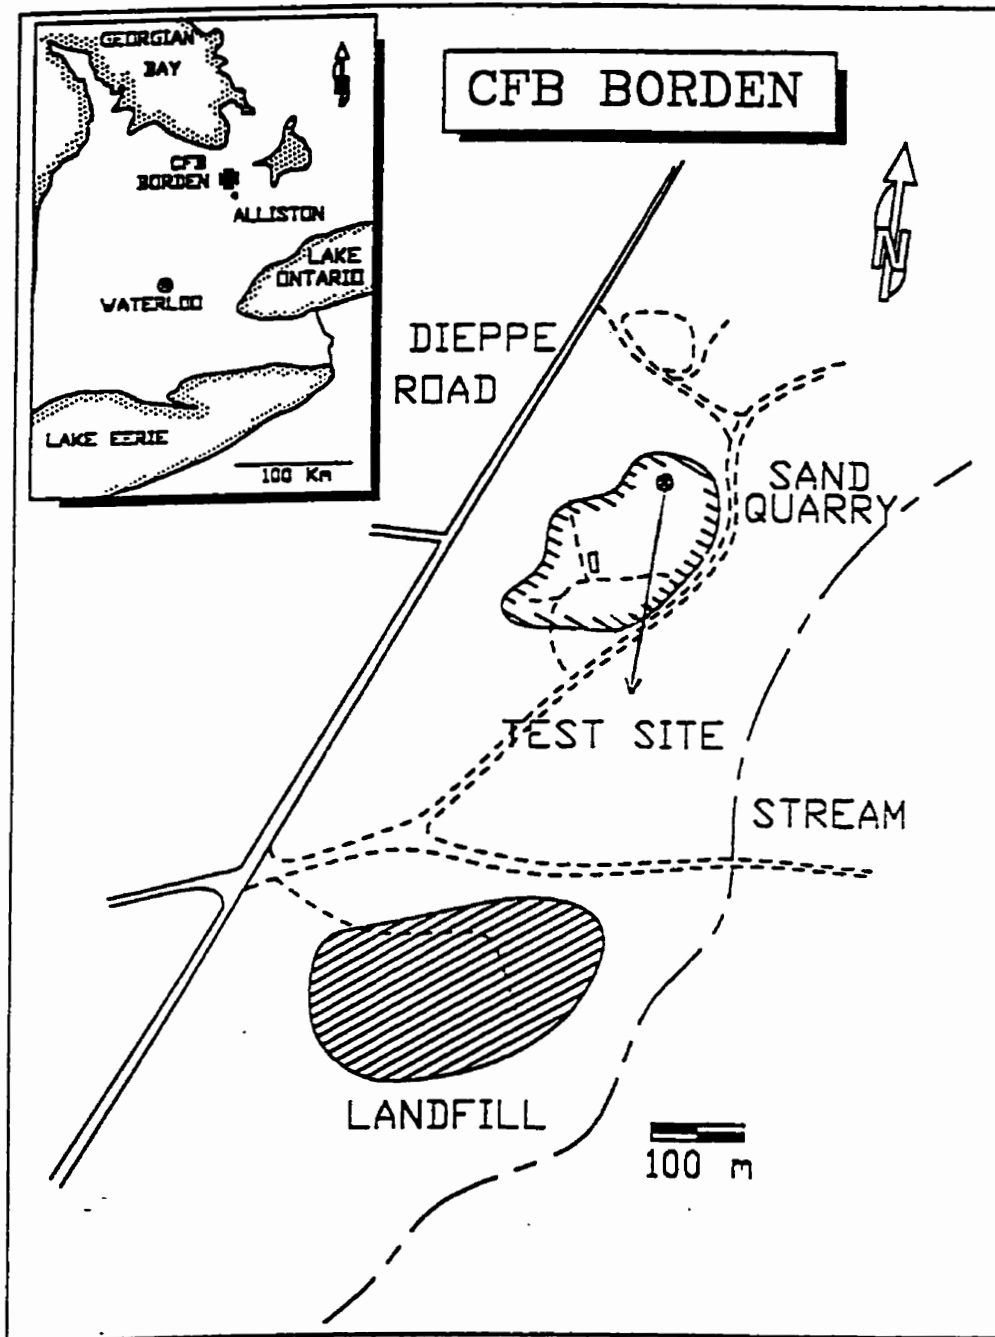 GEORGIAN
BAY
N
CFB
BORDEN
ALLISTON
LAKE
ONTARIO
WATERLOO
LAKE EERIE
100 Km
CFB BORDEN
N
DIEPPE
ROAD
SAND
QUARRY
TEST SITE
STREAM
LANDFILL
100 m